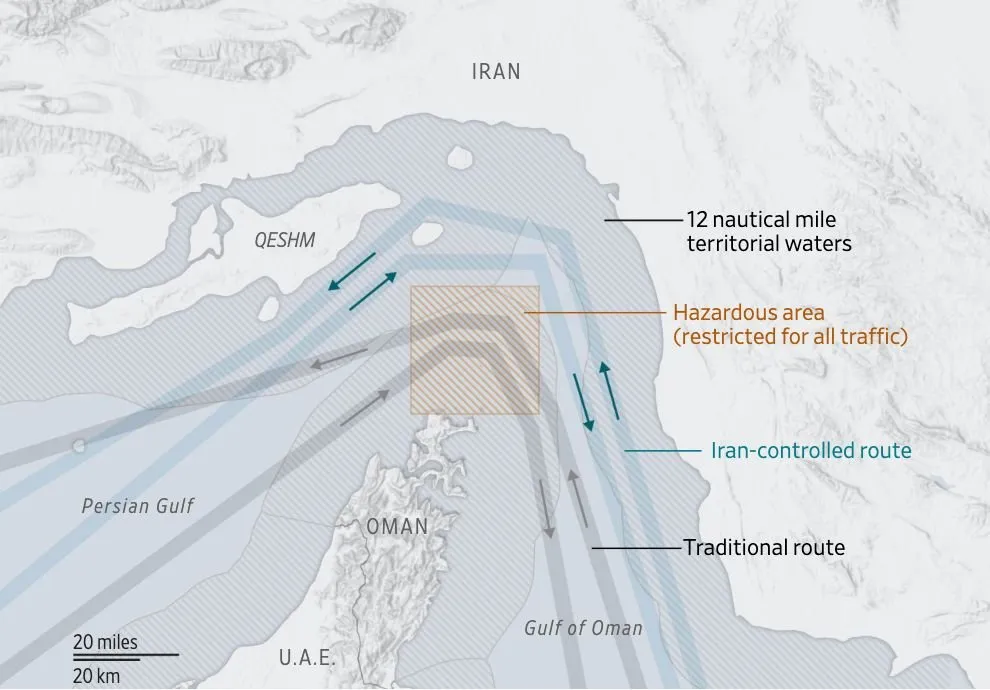 IRAN
12 nautical mile
territorial waters
QESHM
Hazardous area
(restricted for all traffic)
Iran-controlled route
Persian Gulf
OMAN
Traditional route
Gulf of Oman
20 miles
20 km
U.A.E.